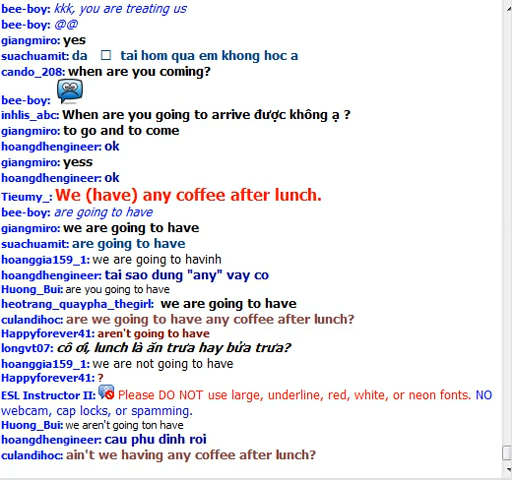 bee-boy: kkk, you are treating us
bee-boy: @@
giangmiro: yes
suachuamit: da □ tai hom qua em khong hoc a
cando_208: when are you coming?
bee-boy:
inhlis_abc: When are you going to arrive được không ạ ?
giangmiro: to go and to come
hoangdhengineer: ok
giangmiro: yess
hoangdhengineer: ok
Tieumy_: We (have) any coffee after lunch.
bee-boy: are going to have
giangmiro: we are going to have
suachuamit: are going to have
hoanggia159_1: we are going to havinh
hoangdhengineer: tai sao dung "any" vay co
Huong_Bui: are you going to have
heotrang_quaypha_thegirl: we are going to have
culandihoc: are we going to have any coffee after lunch?
Happyforever41: aren't going to have
longvt07: cô ơi, lunch là ăn trưa hay bửa trưa?
hoanggia159_1: we are not going to have
Happyforever41: ?
ESL Instructor II: Please DO NOT use large, underline, red, white, or neon fonts. NO
webcam, cap locks, or spamming.
Huong_Bui: we aren't going ton have
hoangdhengineer: cau phu dinh roi
culandihoc: ain't we having any coffee after lunch?